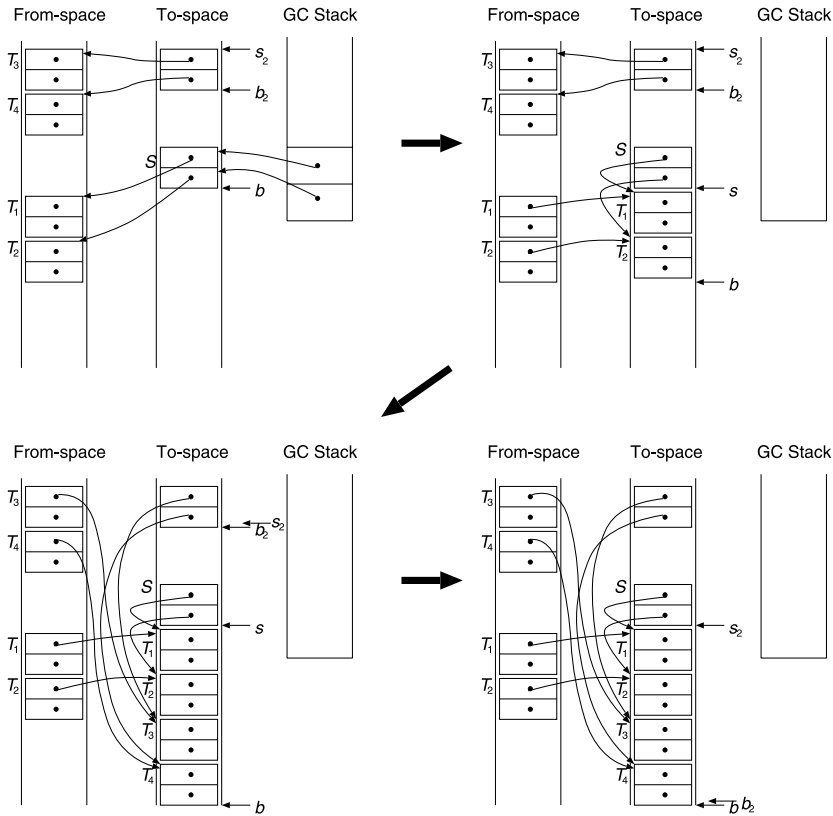 From-space To-space GC Stack From-space To-space GC Stack
T3 s2 T3 s2
T4 b2 T4 b2
S S
b s
T1 T1 T1
T2 T2 T2
b
From-space To-space GC Stack From-space To-space GC Stack
T3 T3
s2
T4 b2 T4
S S
s s2
T1 T1 T1 T1
T2 T2 T2 T2
T3 T3
T4 T4
b b b2